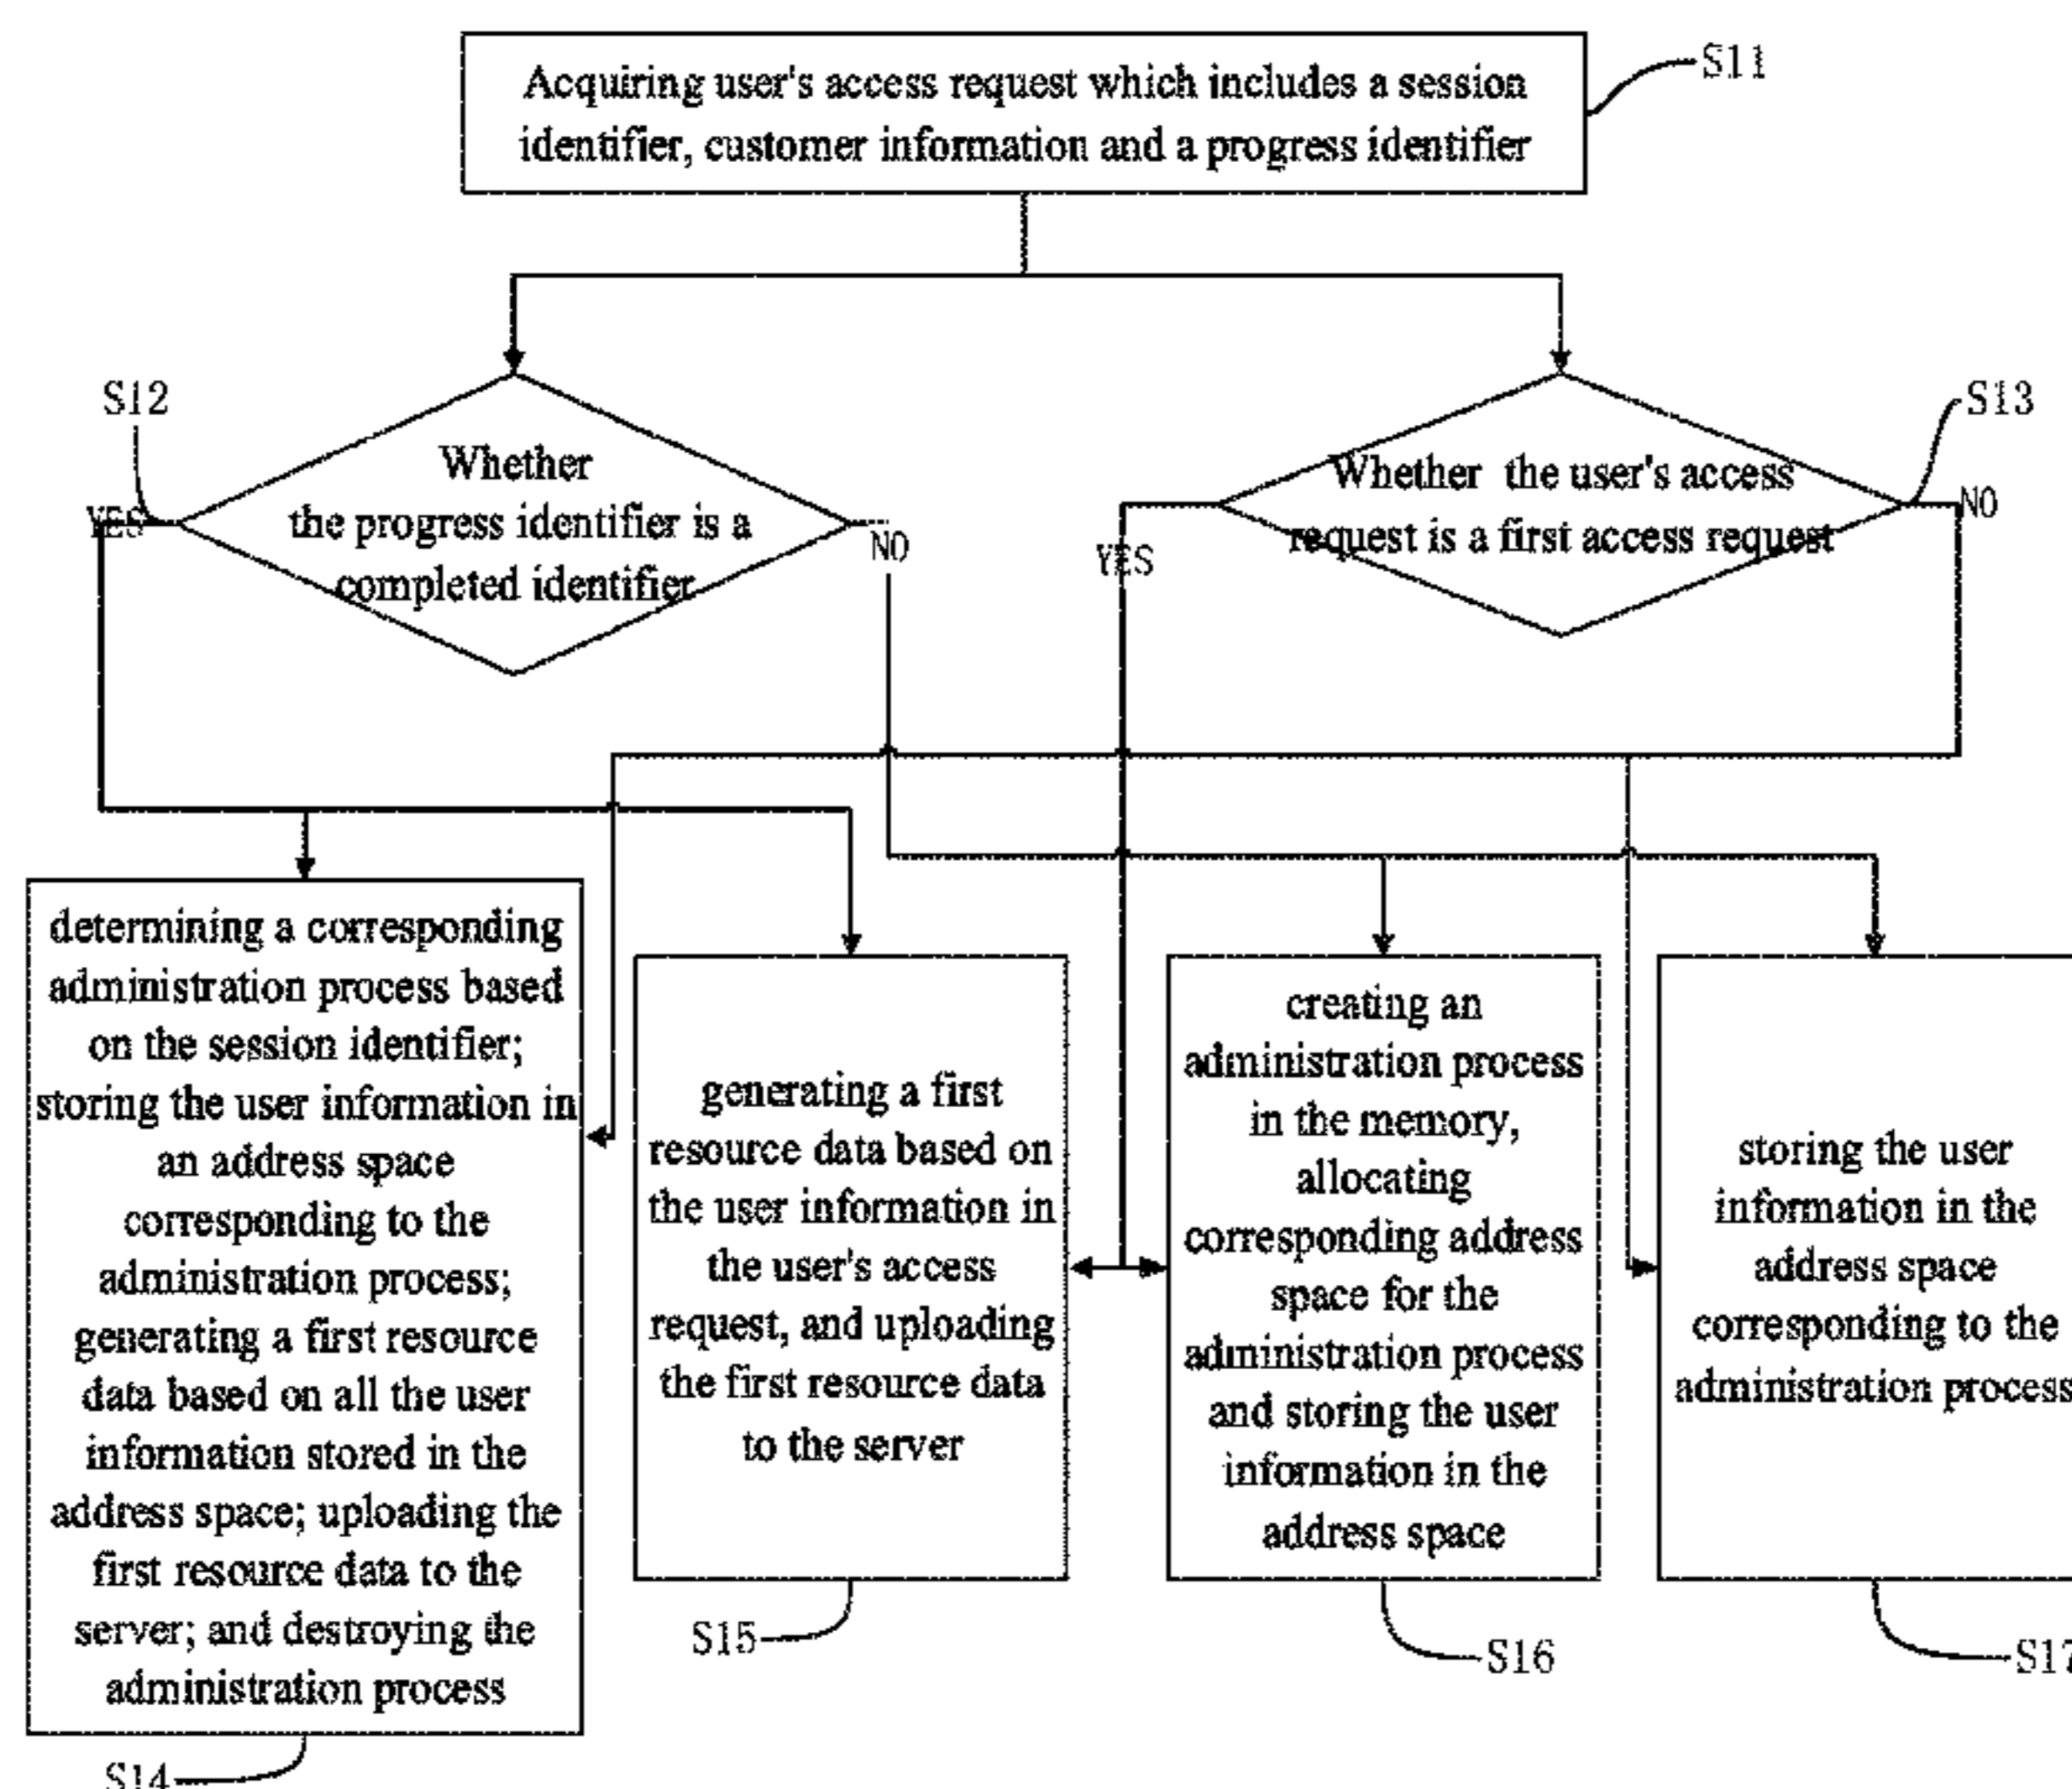 Acquiring user's access request which includes a session
identifier, customer information and a progress identifier
S11
S12
YES
Whether
the progress identifier is a
completed identifier
NO
S13
YES
Whether the user's access
request is a first access request
NO
determining a corresponding
administration process based
on the session identifier;
storing the user information in
an address space
corresponding to the
administration process;
generating a first resource
data based on all the user
information stored in the
address space; uploading the
first resource data to the
server; and destroying the
administration process
S14
generating a first
resource data based on
the user information in
the user's access
request, and uploading
the first resource data
to the server
S15
creating an
administration process
in the memory,
allocating
corresponding address
space for the
administration process
and storing the user
information in the
address space
S16
storing the user
information in the
address space
corresponding to the
administration process
S17